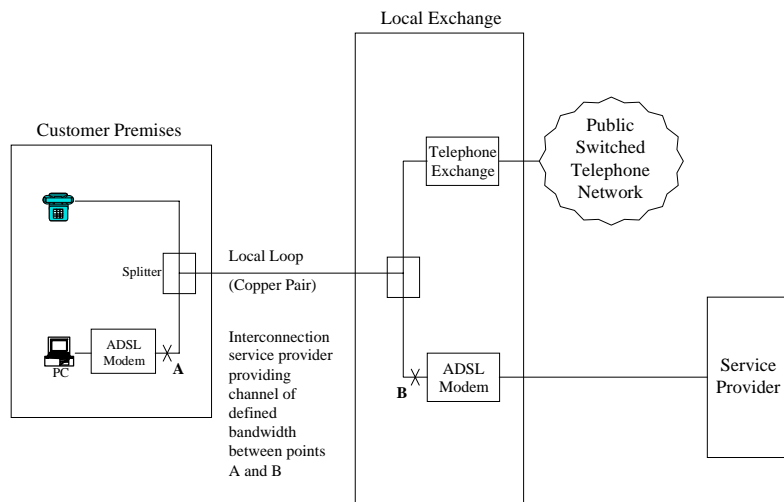 Local Exchange
Customer Premises
Public
Switched
Telephone
Network
Telephone
Exchange
Splitter
Local Loop
(Copper Pair)
ADSL
Modem
PC
A
Interconnection
service provider
providing
channel of
defined
bandwidth
between points
A and B
B
ADSL
Modem
Service
Provider